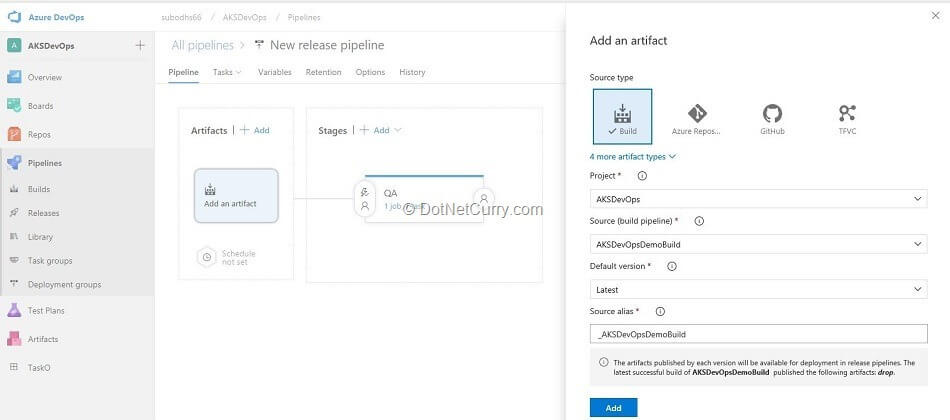 Azure DevOps
subodhs66 / AKSDevOps / Pipelines
A AKSDevOps +
Overview
Boards
Repos
Pipelines
Builds
Releases
Library
Task groups
Deployment groups
Test Plans
Artifacts
TaskO
All pipelines > New release pipeline
Pipeline Tasks Variables Retention Options History
Artifacts | + Add
Stages | + Add
Add an artifact
Schedule
not set
QA
1 job,
© DotNetCurry.com
Add an artifact
Source type
Build
Azure Repos...
GitHub
TFVC
4 more artifact types
Project *
AKSDevOps
Source (build pipeline) *
AKSDevOpsDemoBuild
Default version *
Latest
Source alias *
_AKSDevOpsDemoBuild
The artifacts published by each version will be available for deployment in release pipelines. The
latest successful build of AKSDevOpsDemoBuild published the following artifacts: drop.
Add